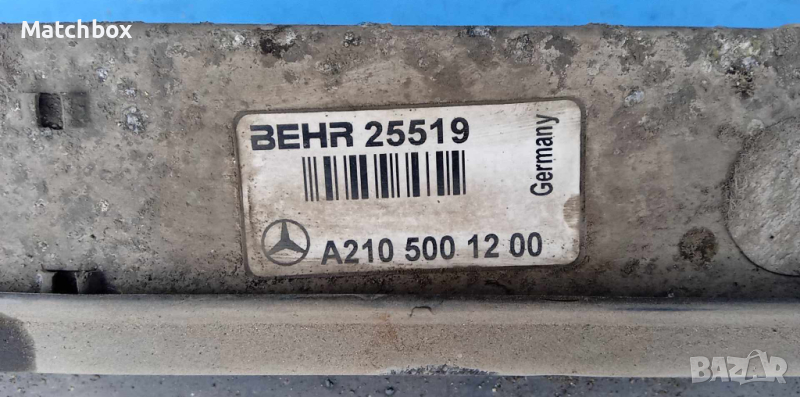 Matchbox
BEHR 25519
Germany
A210 500 12 00
BAZAR